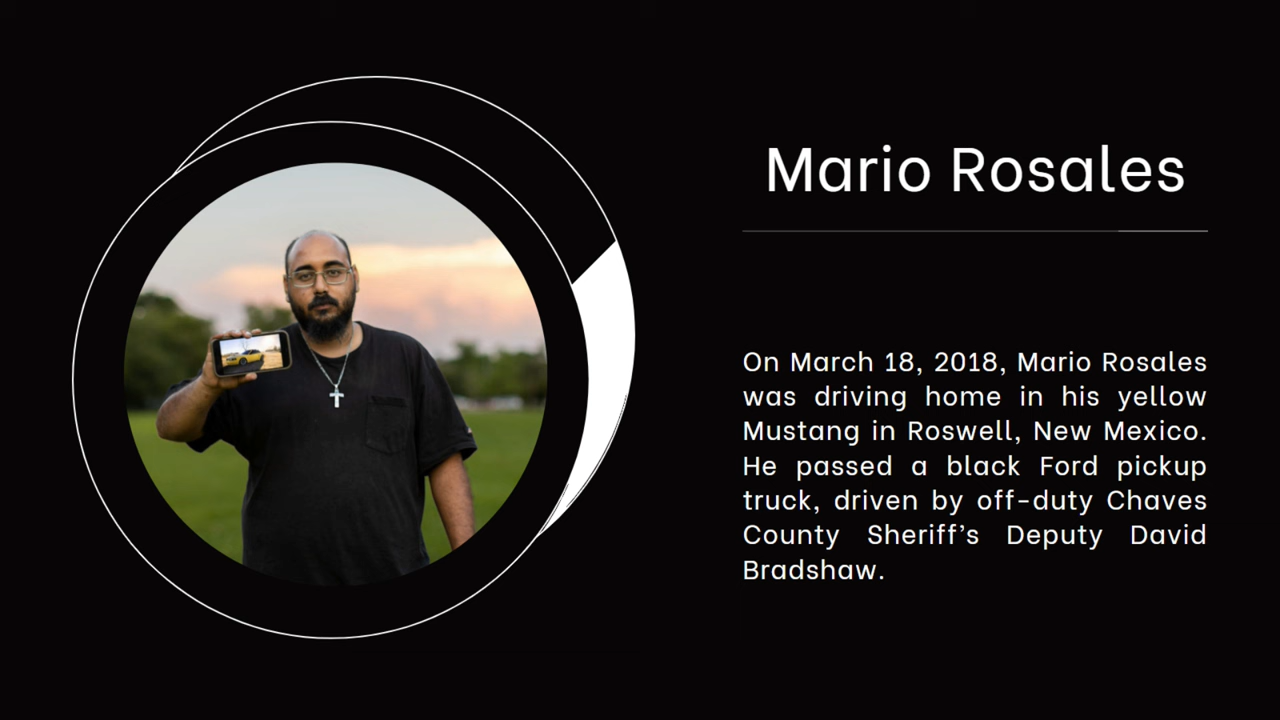 Mario Rosales
On March 18, 2018, Mario Rosales
was driving home in his yellow
Mustang in Roswell, New Mexico.
He passed a black Ford pickup
truck, driven by off-duty Chaves
County Sheriff’s Deputy David
Bradshaw.